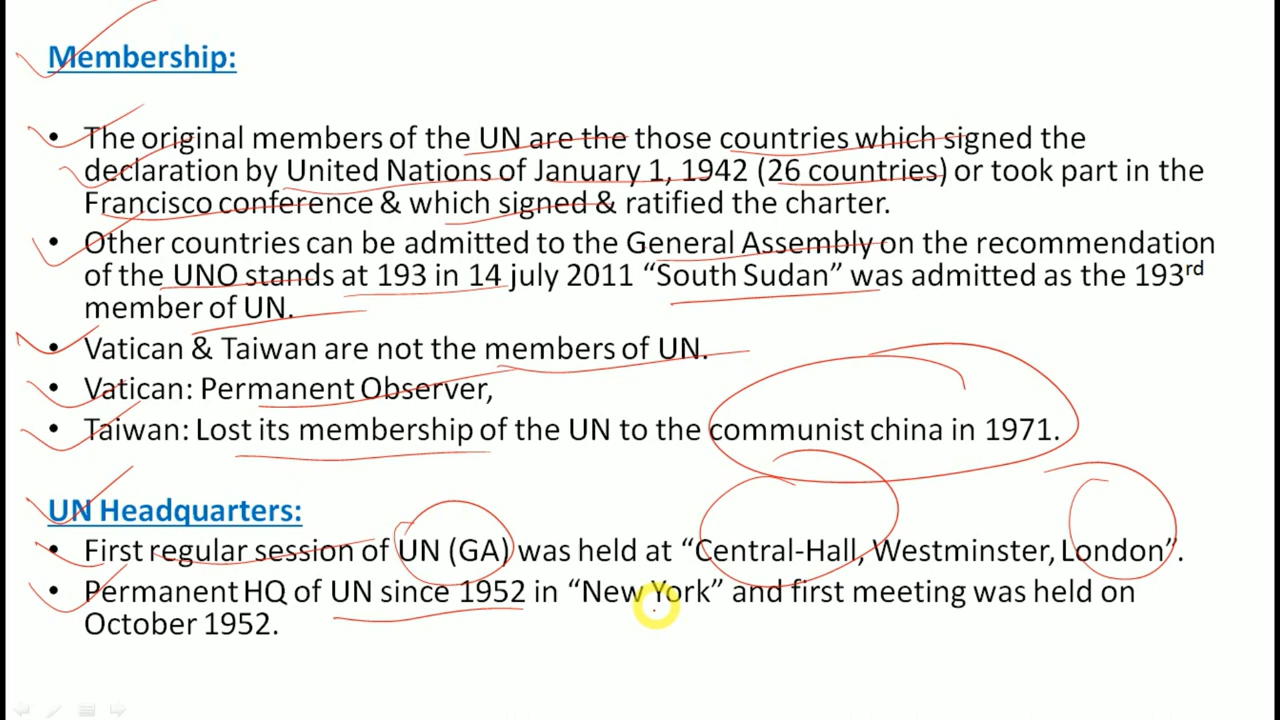 Membership:
• The original members of the UN are the those countries which signed the
declaration by United Nations of January 1, 1942 (26 countries) or took part in the
Francisco conference & which signed & ratified the charter.
• Other countries can be admitted to the General Assembly on the recommendation
of the UNO stands at 193 in 14 july 2011 “South Sudan” was admitted as the 193rd
member of UN.
• Vatican & Taiwan are not the members of UN.
• Vatican: Permanent Observer,
• Taiwan: Lost its membership of the UN to the communist china in 1971.
UN Headquarters:
• First regular session of UN (GA) was held at “Central-Hall, Westminster, London”.
• Permanent HQ of UN since 1952 in “New York” and first meeting was held on
October 1952.